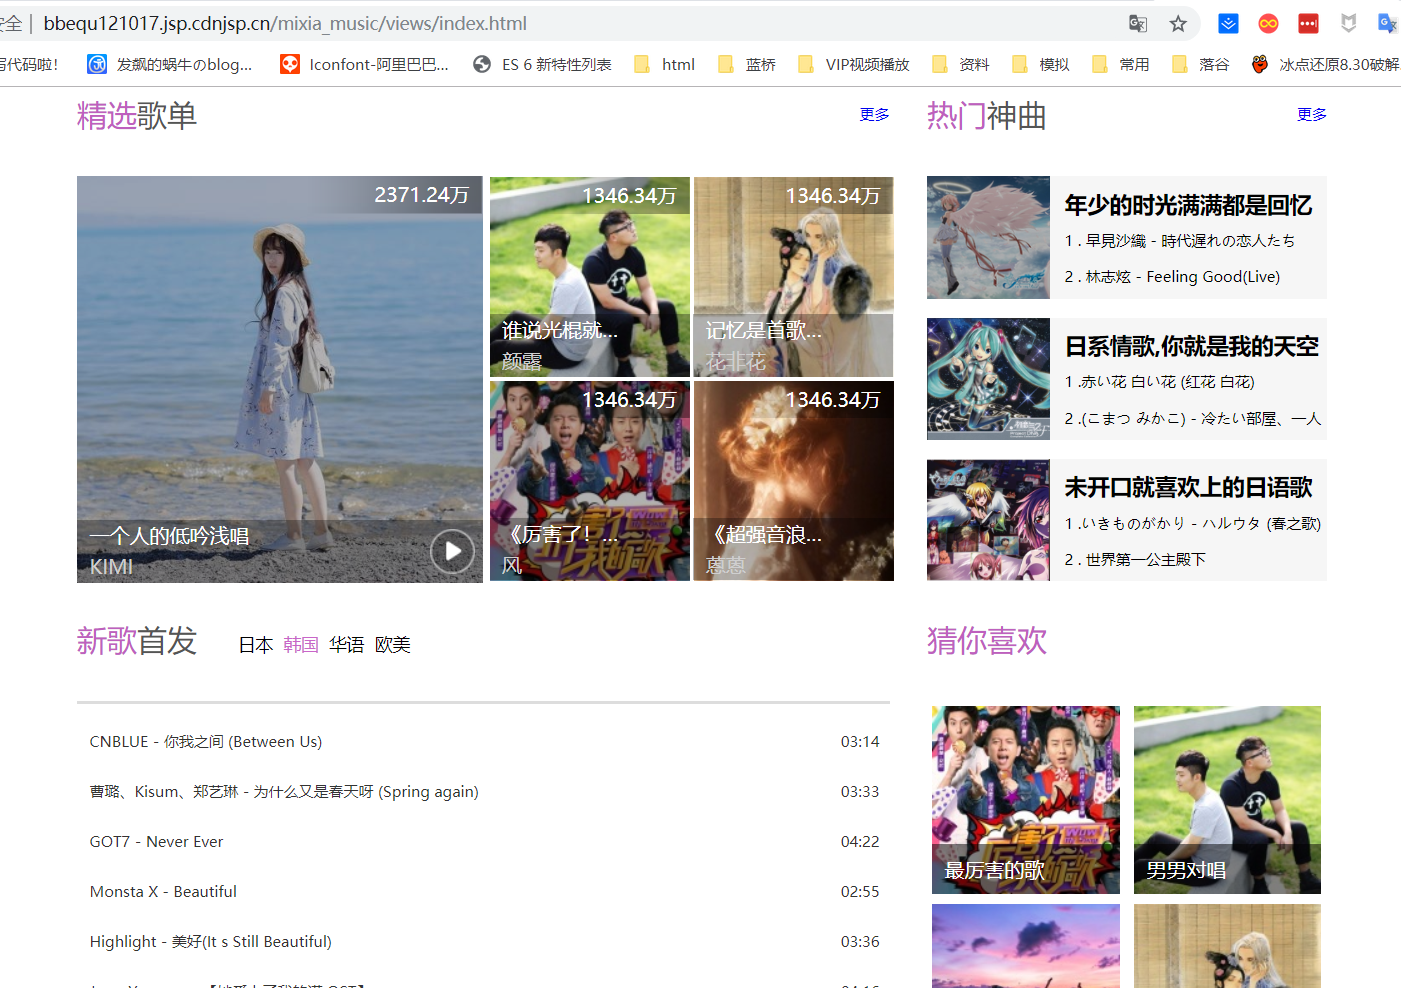 安全 | bbequ121017.jsp.cdnjsp.cn/mixia_music/views/index.html
写代码啦! 发飙的蜗牛のblog... Iconfont-阿里巴巴... ES 6 新特性列表 html 蓝桥 VIP视频播放 资料 模拟 常用 落谷 冰点还原8.30破解
精选歌单 更多
2371.24万
一个人的低吟浅唱
KIMI
1346.34万
谁说光棍就...
颜露
1346.34万
记忆是首歌...
花非花
1346.34万
《厉害了！...
风
1346.34万
《超强音浪...
蒽蒽
热门神曲 更多
年少的时光满满都是回忆
1 . 早見沙織 - 時代遅れの恋人たち
2 . 林志炫 - Feeling Good(Live)
日系情歌,你就是我的天空
1 .赤い花 白い花 (红花 白花)
2 .(こまつ みかこ) - 冷たい部屋、一人
未开口就喜欢上的日语歌
1 .いきものがかり - ハルウタ (春之歌)
2 . 世界第一公主殿下
新歌首发 日本 韩国 华语 欧美
CNBLUE - 你我之间 (Between Us) 03:14
曹璐、Kisum、郑艺琳 - 为什么又是春天呀 (Spring again) 03:33
GOT7 - Never Ever 04:22
Monsta X - Beautiful 02:55
Highlight - 美好(It s Still Beautiful) 03:36
猜你喜欢
最厉害的歌
男男对唱